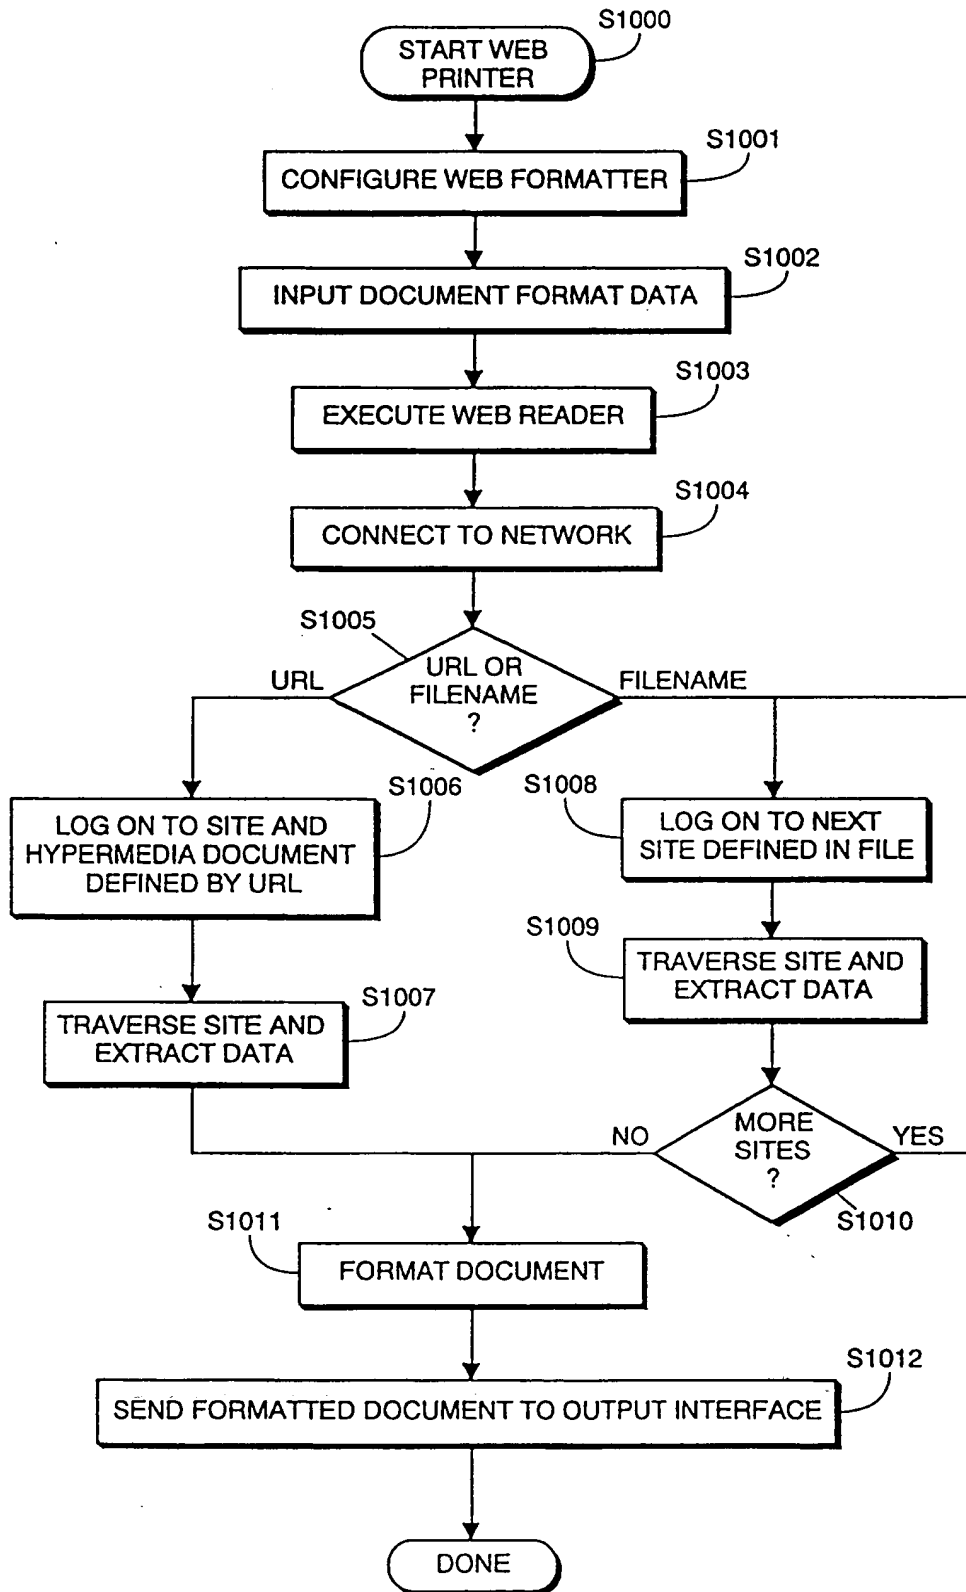 S1000
START WEB
PRINTER
S1001
CONFIGURE WEB FORMATTER
S1002
INPUT DOCUMENT FORMAT DATA
S1003
EXECUTE WEB READER
S1004
CONNECT TO NETWORK
S1005
URL OR
FILENAME
?
URL
FILENAME
S1006
LOG ON TO SITE AND
HYPERMEDIA DOCUMENT
DEFINED BY URL
S1008
LOG ON TO NEXT
SITE DEFINED IN FILE
S1007
TRAVERSE SITE AND
EXTRACT DATA
S1009
TRAVERSE SITE AND
EXTRACT DATA
NO
MORE
SITES
?
YES
S1010
S1011
FORMAT DOCUMENT
S1012
SEND FORMATTED DOCUMENT TO OUTPUT INTERFACE
DONE